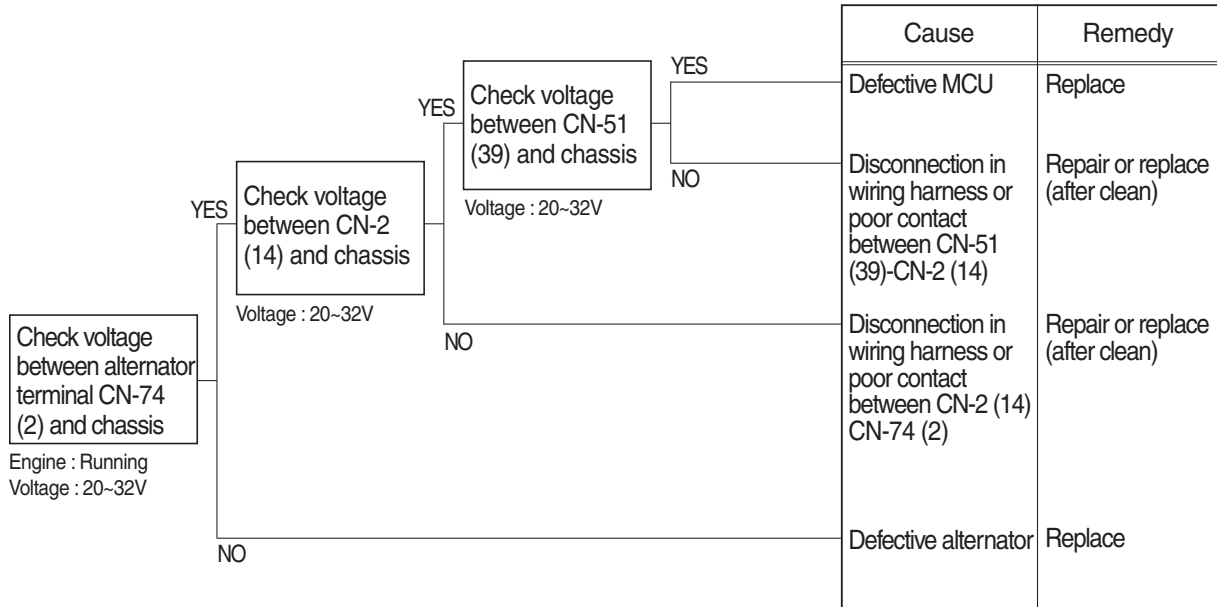 Cause
Remedy
YES
Defective MCU
Replace
Check voltage
between CN-51
(39) and chassis
YES
NO
Voltage : 20~32V
Disconnection in
wiring harness or
poor contact
between CN-51
(39)-CN-2 (14)
Repair or replace
(after clean)
Check voltage
between CN-2
(14) and chassis
YES
Voltage : 20~32V
NO
Disconnection in
wiring harness or
poor contact
between CN-2 (14)
CN-74 (2)
Repair or replace
(after clean)
Check voltage
between alternator
terminal CN-74
(2) and chassis
Engine : Running
Voltage : 20~32V
NO
Defective alternator
Replace